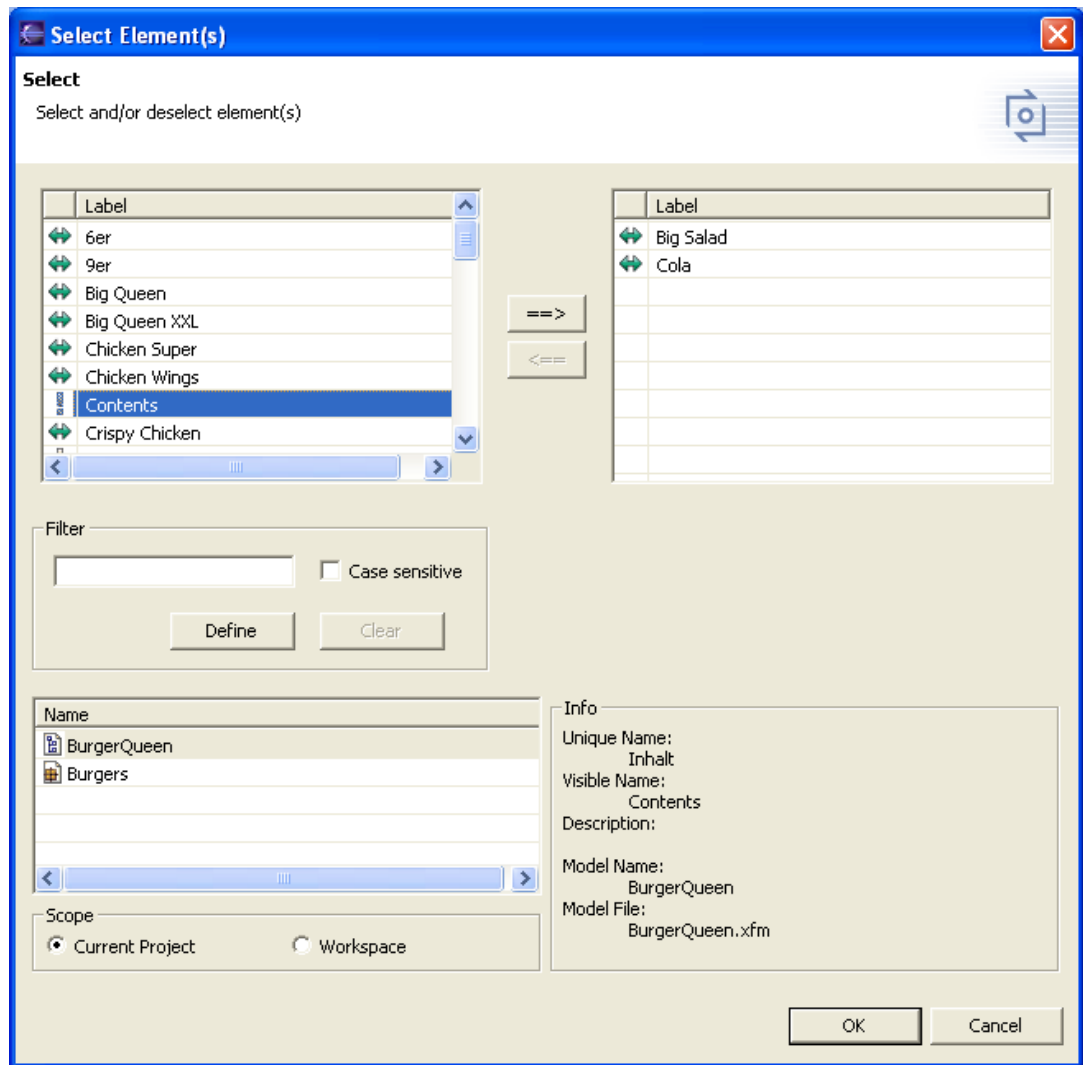 Select Element(s)
Select
Select and/or deselect element(s)
Label
6er
9er
Big Queen
Big Queen XXL
Chicken Super
Chicken Wings
Contents
Crispy Chicken
==>
<==
Label
Big Salad
Cola
Filter
Case sensitive
Define
Clear
Name
BurgerQueen
Burgers
Scope
Current Project
Workspace
Info
Unique Name:
Inhalt
Visible Name:
Contents
Description:
Model Name:
BurgerQueen
Model File:
BurgerQueen.xfm
OK
Cancel